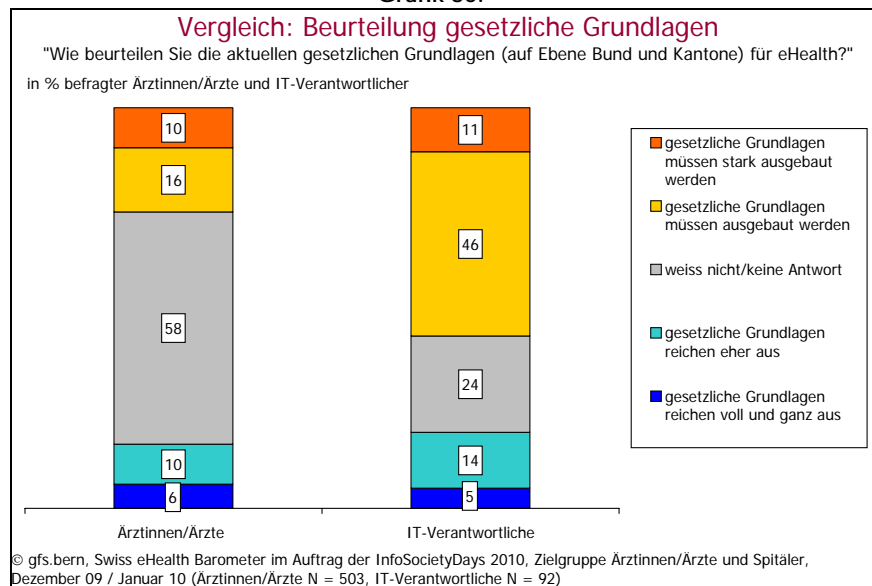 Vergleich: Beurteilung gesetzliche Grundlagen
"Wie beurteilen Sie die aktuellen gesetzlichen Grundlagen (auf Ebene Bund und Kantone) für eHealth?"
in % befragter Ärztinnen/Ärzte und IT-Verantwortlicher
10
16
58
10
6
11
46
24
14
5
gesetzliche Grundlagen
müssen stark ausgebaut
werden
gesetzliche Grundlagen
müssen ausgebaut werden
weiss nicht/keine Antwort
gesetzliche Grundlagen
reichen eher aus
gesetzliche Grundlagen
reichen voll und ganz aus
Ärztinnen/Ärzte
IT-Verantwortliche
© gfs.bern, Swiss eHealth Barometer im Auftrag der InfoSocietyDays 2010, Zielgruppe Ärztinnen/Ärzte und Spitäler,
Dezember 09 / Januar 10 (Ärztinnen/Ärzte N = 503, IT-Verantwortliche N = 92)